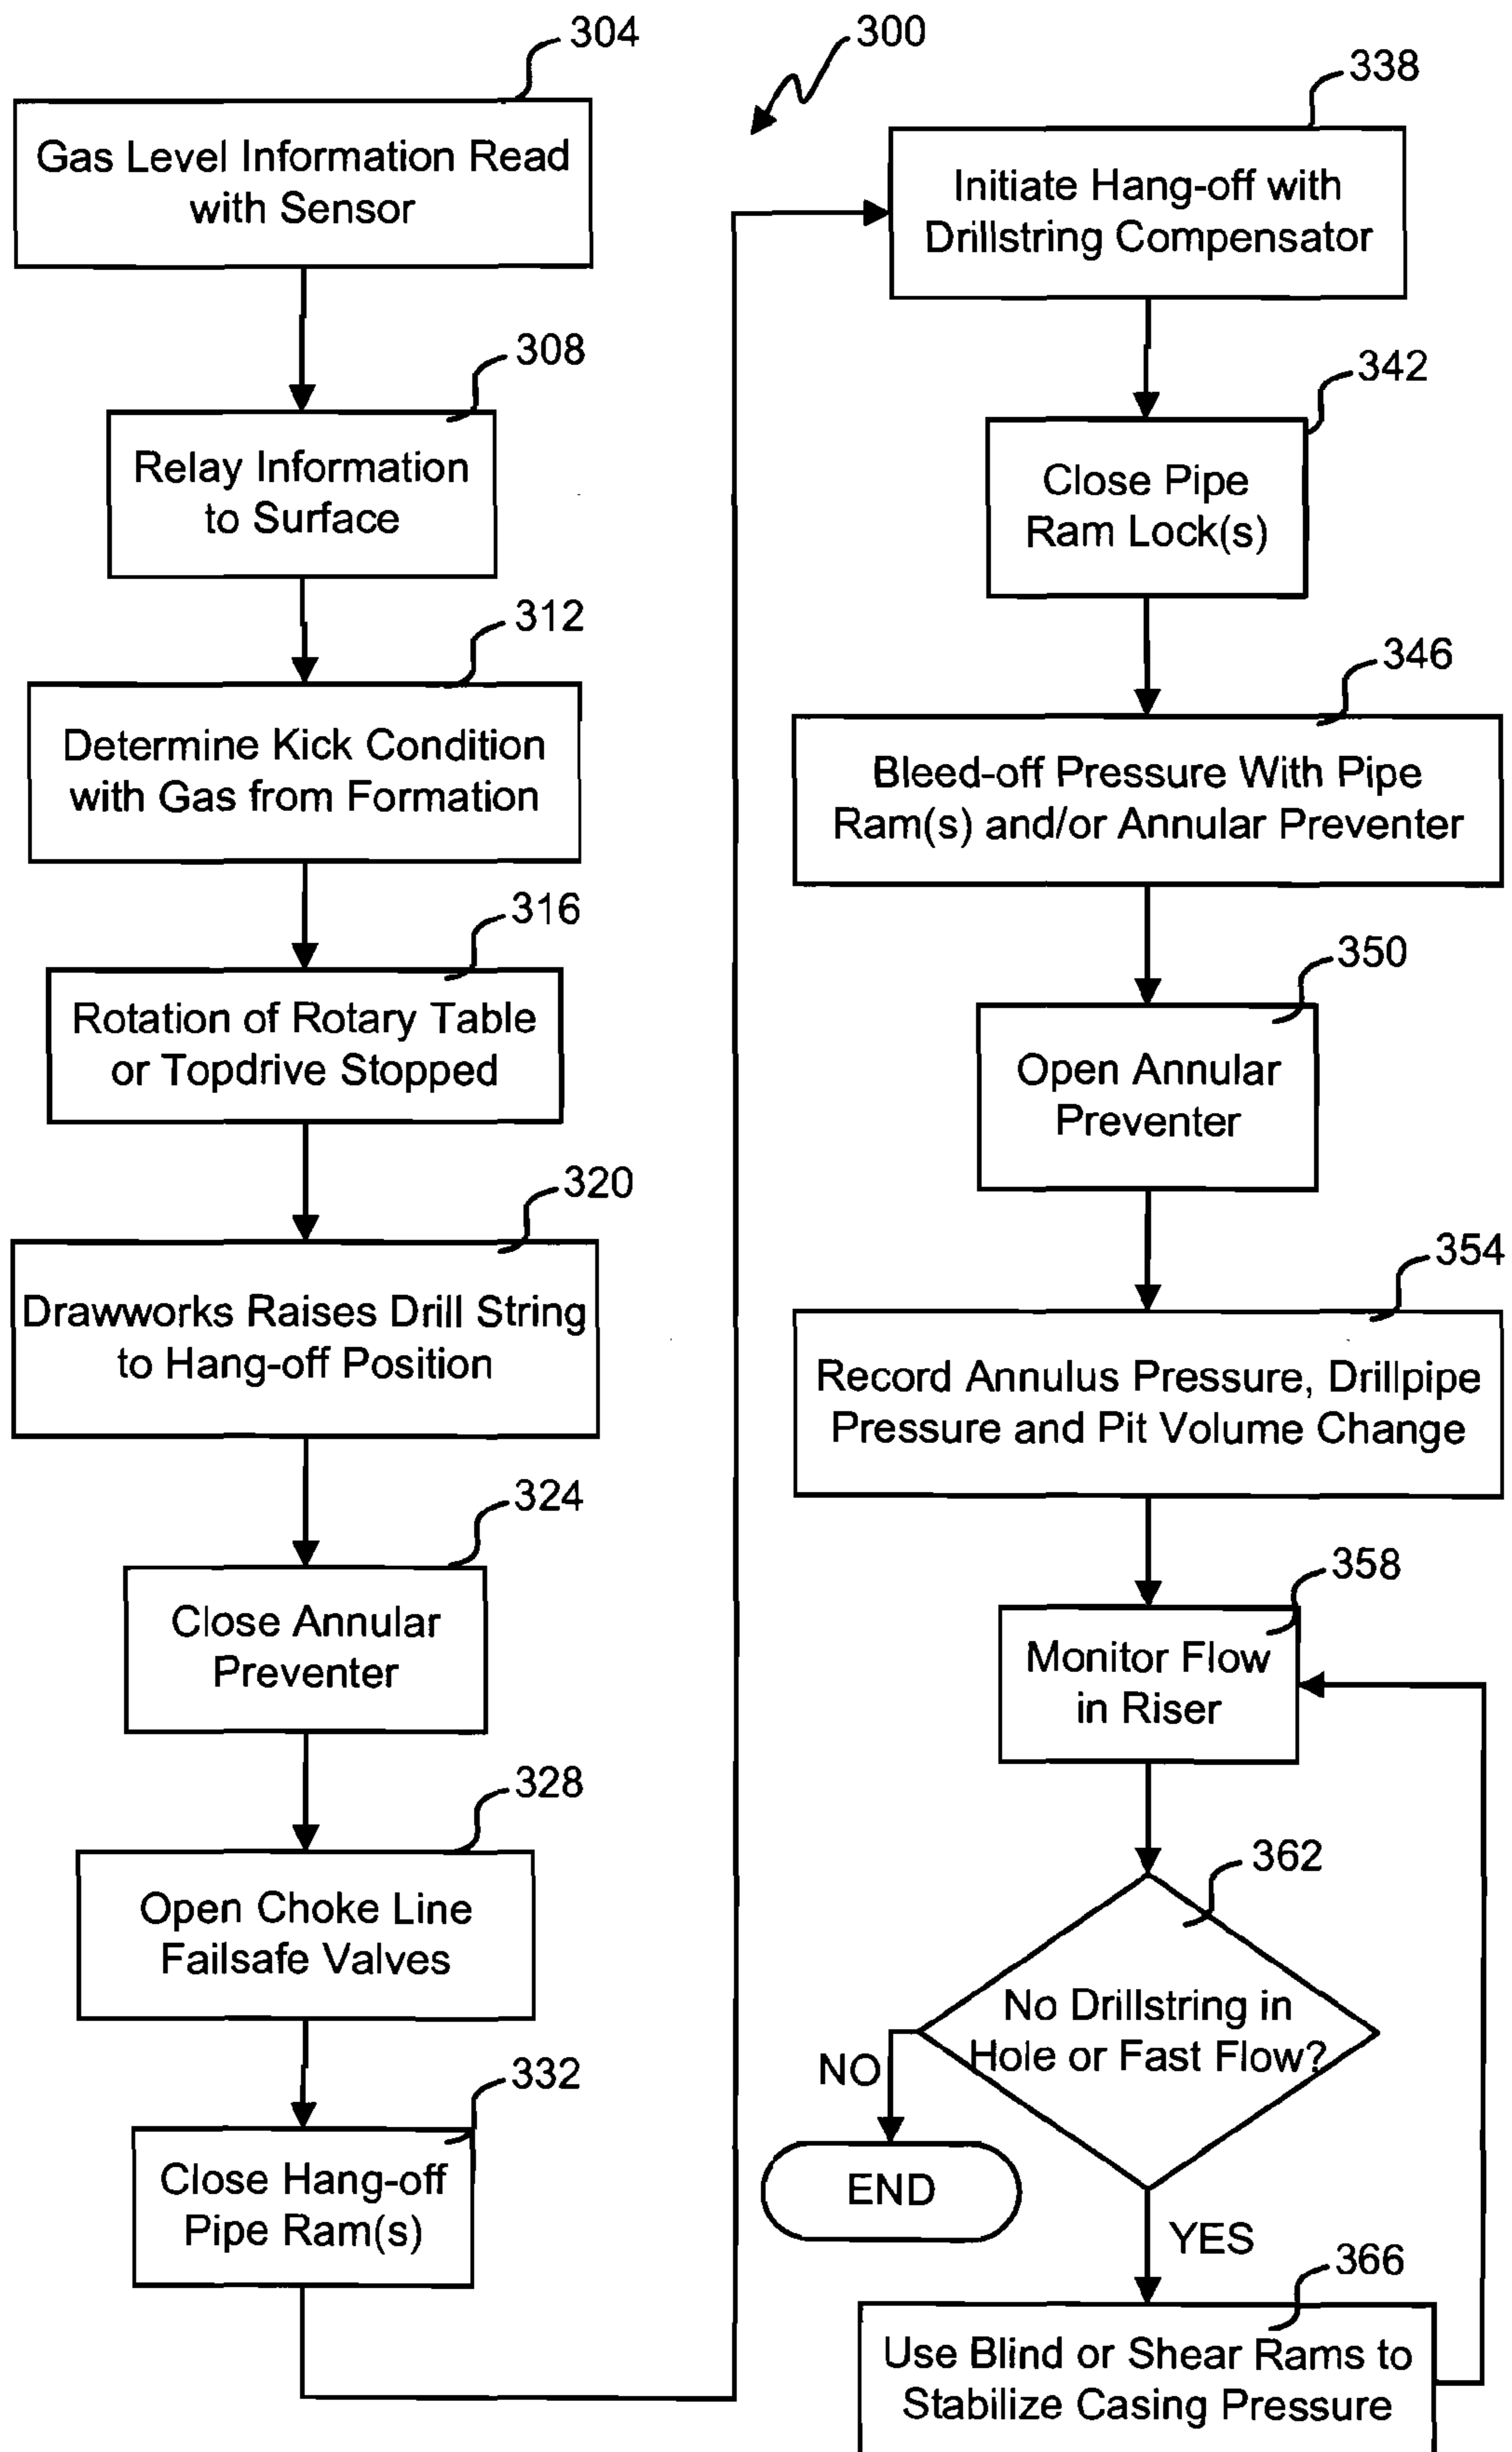 304
Gas Level Information Read
with Sensor
308
Relay Information
to Surface
312
Determine Kick Condition
with Gas from Formation
316
Rotation of Rotary Table
or Topdrive Stopped
320
Drawworks Raises Drill String
to Hang-off Position
324
Close Annular
Preventer
328
Open Choke Line
Failsafe Valves
332
Close Hang-off
Pipe Ram(s)
300
338
Initiate Hang-off with
Drillstring Compensator
342
Close Pipe
Ram Lock(s)
346
Bleed-off Pressure With Pipe
Ram(s) and/or Annular Preventer
350
Open Annular
Preventer
354
Record Annulus Pressure, Drillpipe
Pressure and Pit Volume Change
358
Monitor Flow
in Riser
362
No Drillstring in
Hole or Fast Flow?
NO
END
YES
366
Use Blind or Shear Rams to
Stabilize Casing Pressure